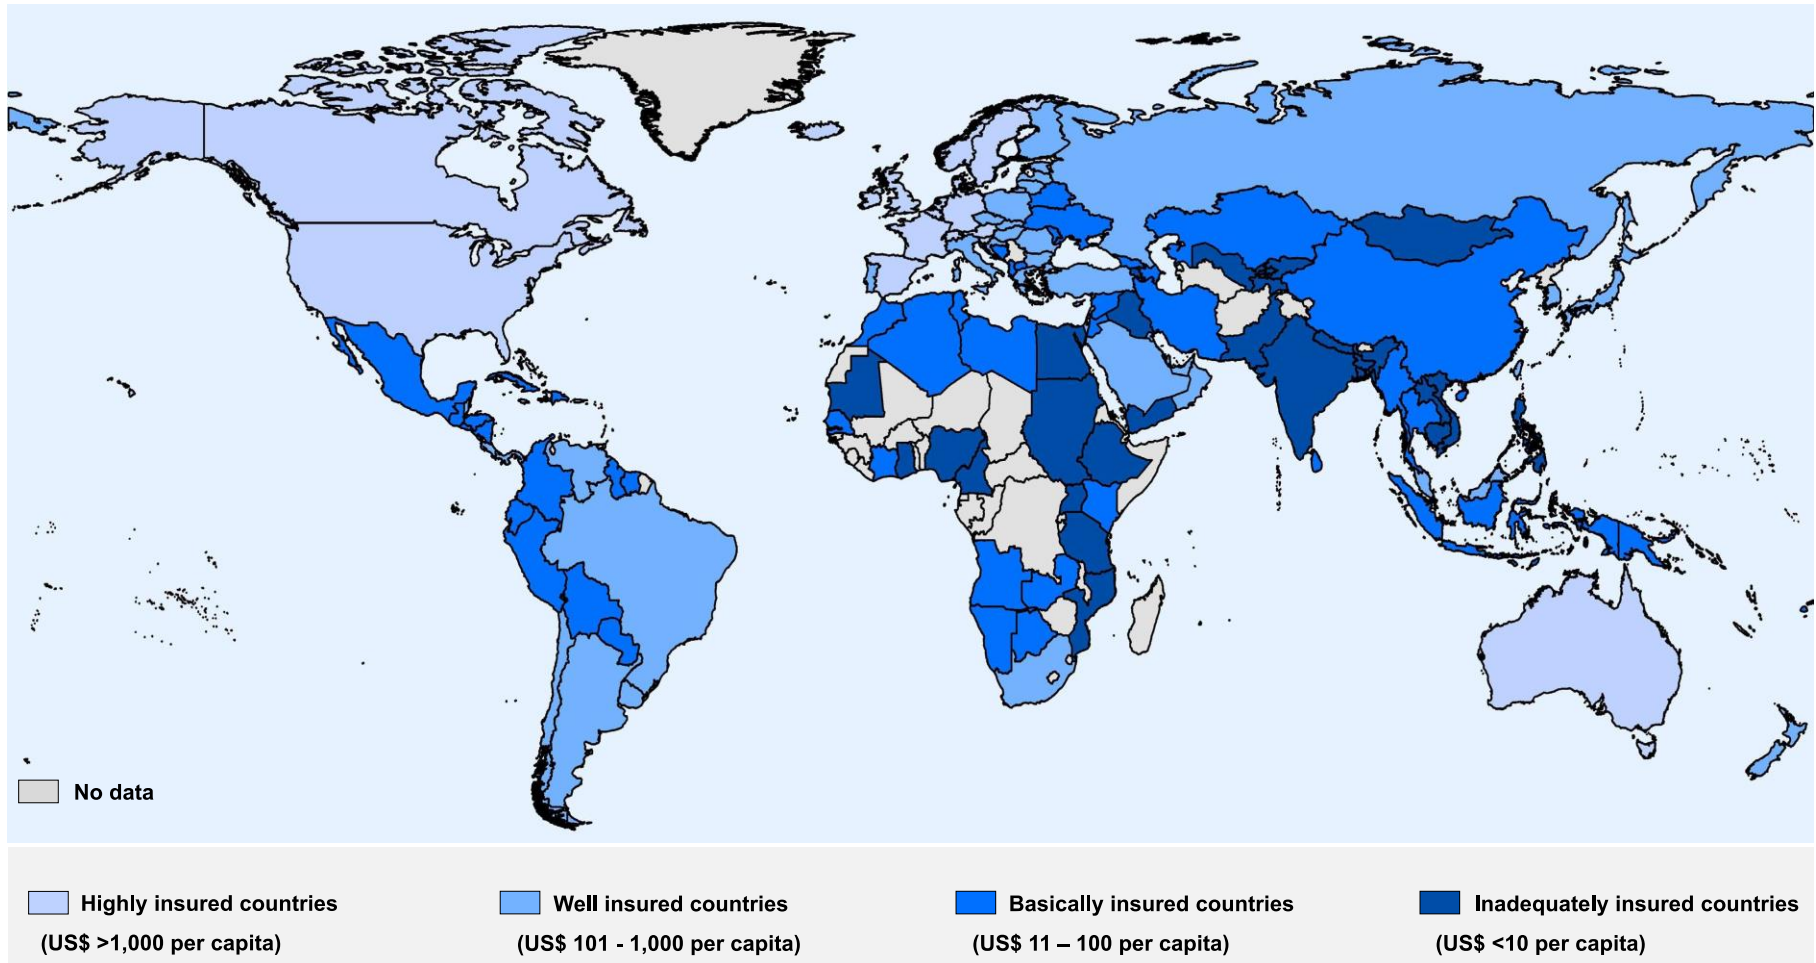 No data
Highly insured countries
(US$ >1,000 per capita)
Well insured countries
(US$ 101 - 1,000 per capita)
Basically insured countries
(US$ 11 – 100 per capita)
Inadequately insured countries
(US$ <10 per capita)